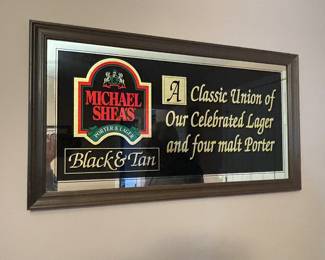 MICHAEL
SHEA'S
PORTER & LAGER
Black & Tan
A Classic Union of
Our Celebrated Lager
and four malt Porter